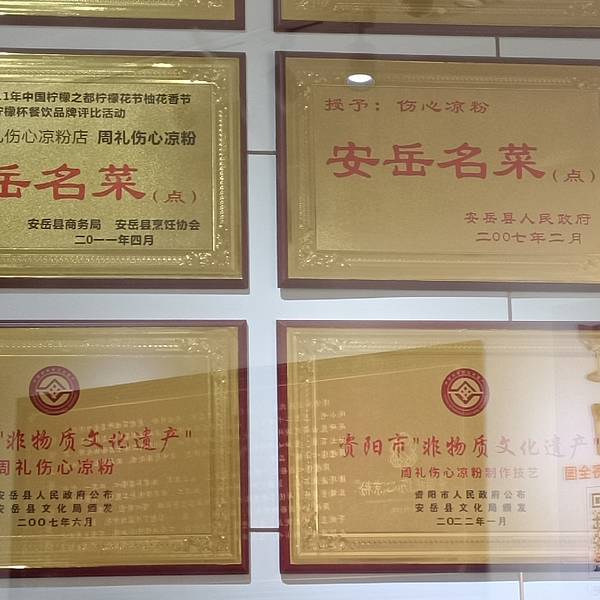 1年中国柠檬之都柠檬花节柚花香节
柠檬杯餐饮品牌评比活动
礼伤心凉粉店 周礼伤心凉粉
岳名菜（点）
安岳县商务局 安岳县烹饪协会
二〇一一年四月
授予：伤心凉粉
安岳名菜（点）
安岳县人民政府
二〇〇七年二月
"非物质文化遗产"
周礼伤心凉粉
安岳县人民政府公布
安岳县文化局颁发
二〇〇七年六月
资阳市"非物质文化遗产"
周礼伤心凉粉制作技艺
资阳市人民政府公布
安岳县文化局颁发
二〇二二年一月